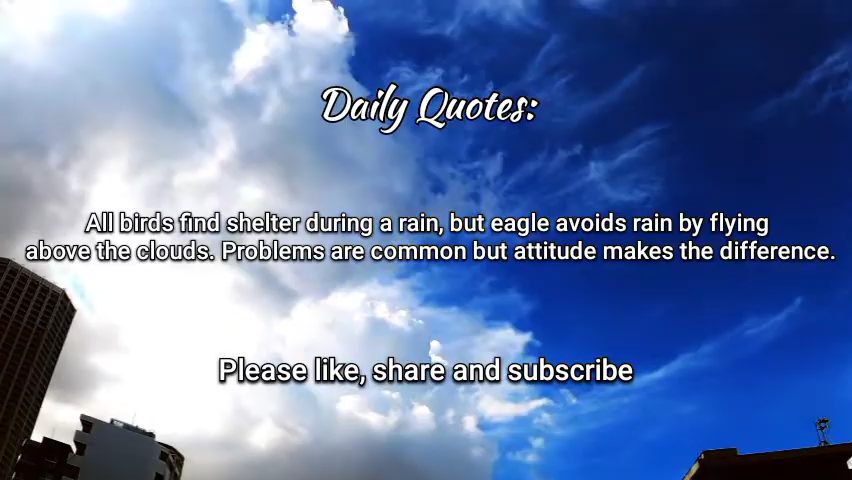 Daily Quotes:
All birds find shelter during a rain, but eagle avoids rain by flying
above the clouds. Problems are common but attitude makes the difference.
Please like, share and subscribe